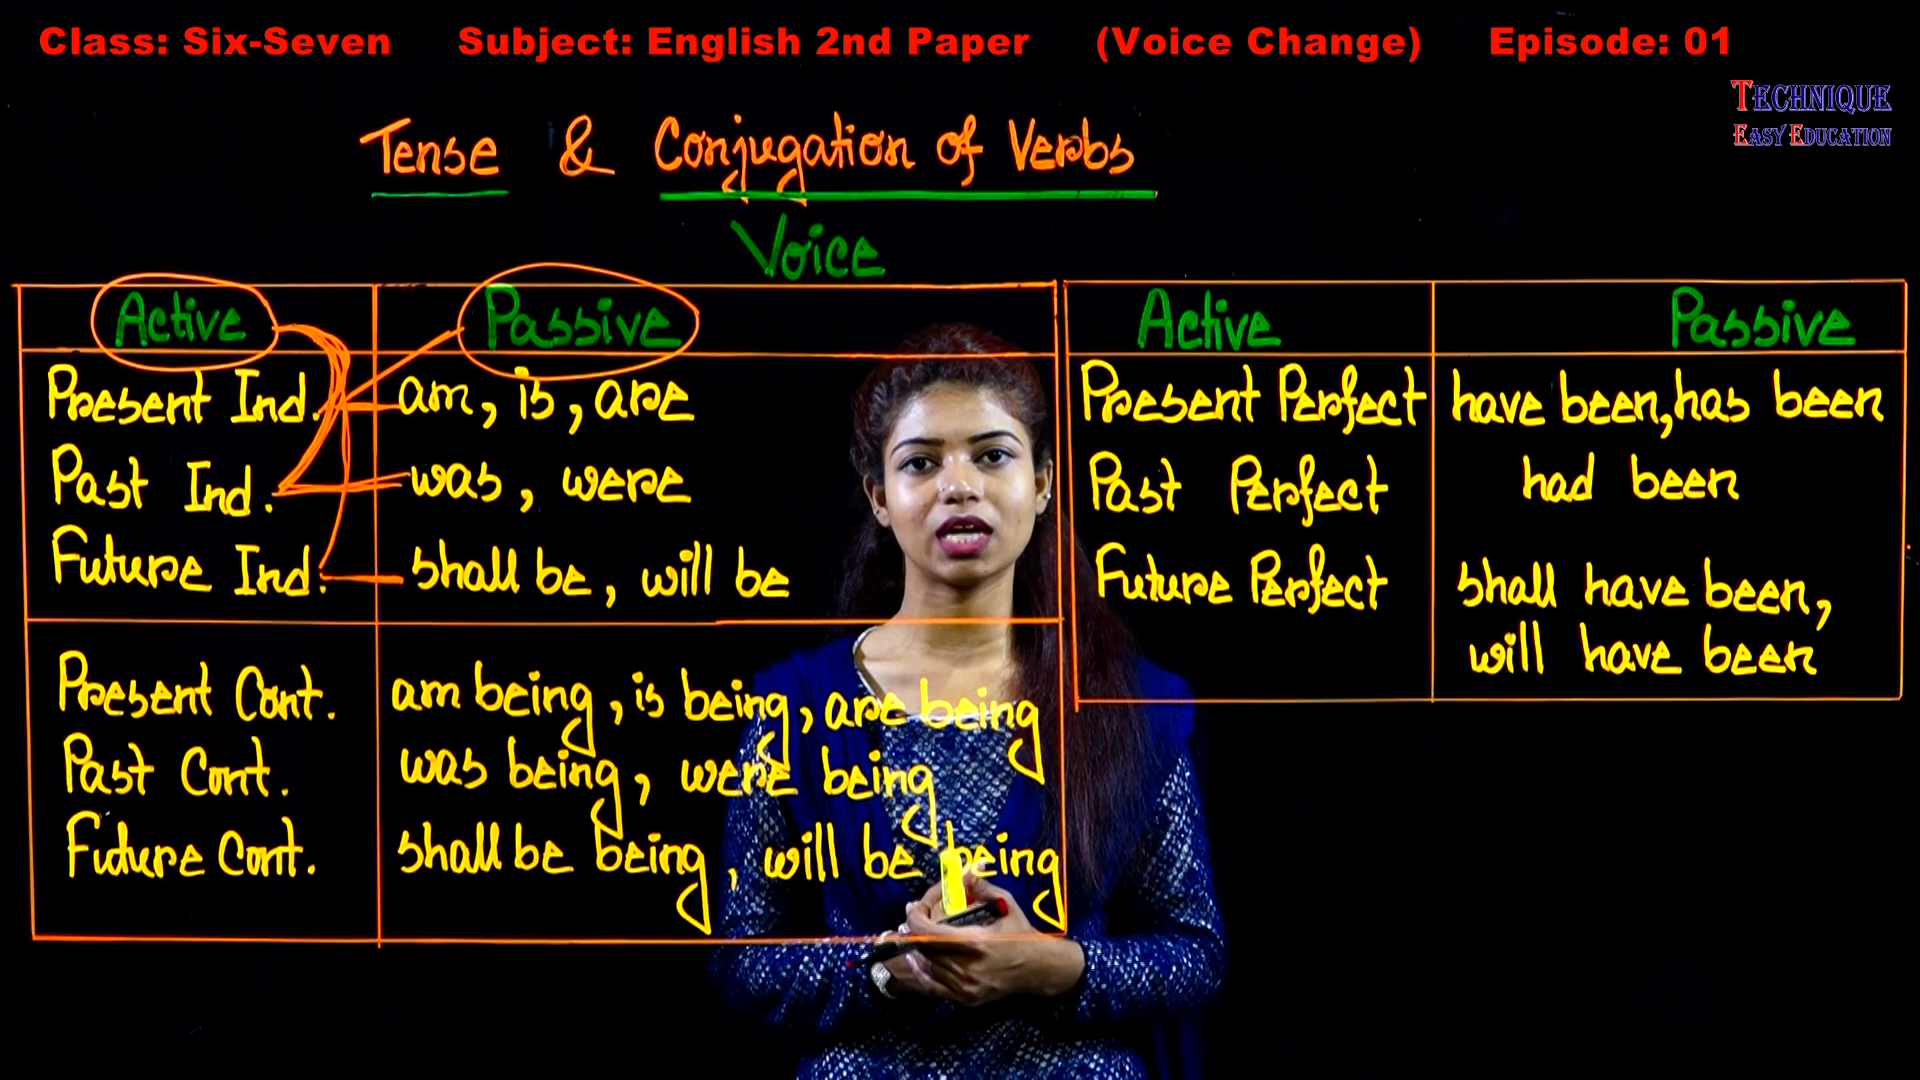 Class: Six-Seven Subject: English 2nd Paper (Voice Change) Episode: 01
TECHNIQUE
EASY EDUCATION
Tense & Conjugation of Verbs
Voice
Active Passive
Present Ind. am, is, are
Past Ind. was, were
Future Ind. shall be, will be
Present Cont. am being, is being, are being
Past Cont. was being, were being
Future Cont. shall be being, will be being
Active Passive
Present Perfect have been, has been
Past Perfect had been
Future Perfect shall have been,
will have been